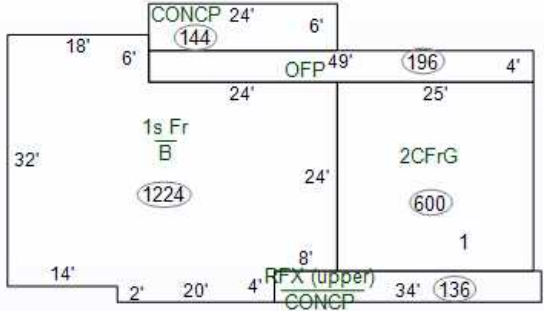 CONCP 24'
144
6'
18'
6'
OFP 49' 196 4'
24'
25'
1s Fr
B
2CFrG
32'
24'
1224
600
1
8'
14'
RFX (upper)
2' 20' 4' CONCP 34' 136